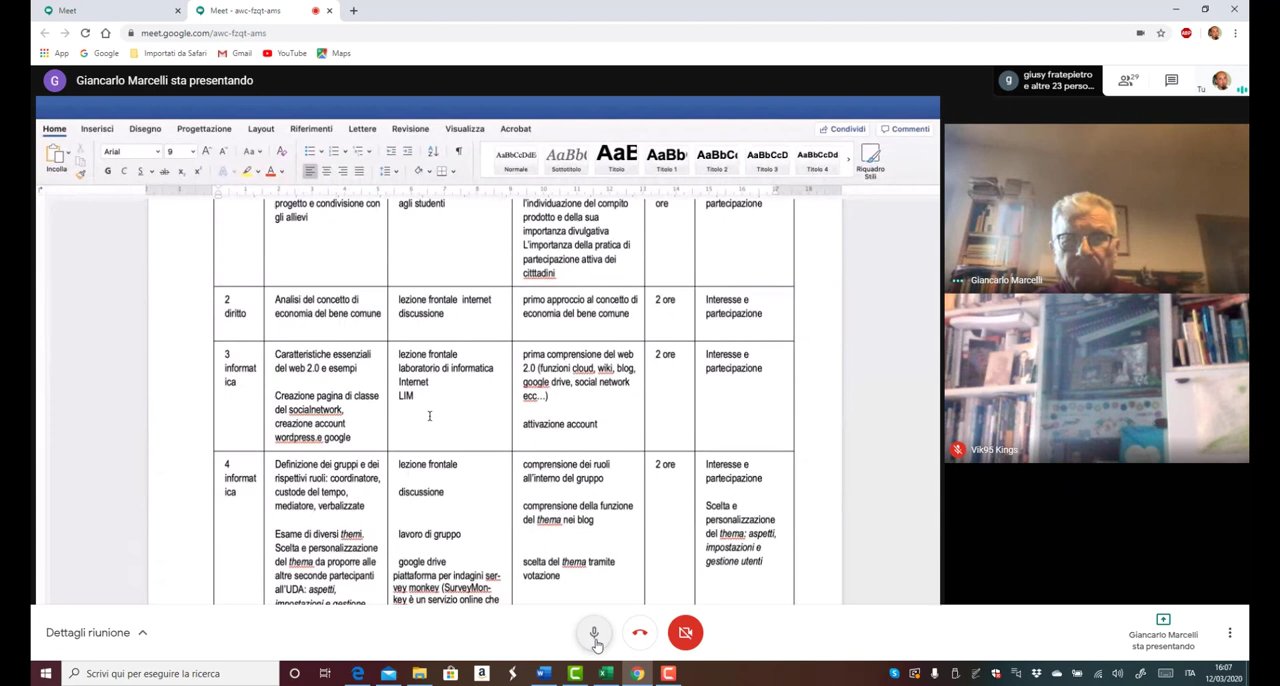 Meet
Meet - awc-fzqt-ams
meet.google.com/awc-fzqt-ams
ABP
App
Google
Importati da Safari
Gmail
YouTube
Maps
G
Giancarlo Marcelli sta presentando
g
giusy fratepietro
e altre 23 perso...
29
Tu
Home
Inserisci
Disegno
Progettazione
Layout
Riferimenti
Lettere
Revisione
Visualizza
Acrobat
Condividi
Commenti
Incolla
Arial
9
G C S
AaBbCcDdE
Normale
AaBbC
Sottotitolo
AaB
Titolo
AaBb(
Titolo 1
AaBbCc
Titolo 2
AaBbCcD
Titolo 3
AaBbCcDd
Titolo 4
Riquadro
Stili
progetto e condivision con
gli allievi
agli studenti
l'individuazione del compito
prodotto e della sua
importanza divulgativa
L'importanza della pratica di
partecipazione attiva dei
citttadini
ore
partecipazione
2
diritto
Analisi del concetto di
economia del bene comune
lezione frontale internet
discussione
primo approccio al concetto di
economia del bene comune
2 ore
Interesse e
partecipazione
3
informat
ica
Caratteristiche essenziali
del web 2.0 e esempi
Creazione pagina di classe
del socialnetwork,
creazione account
wordpress.e google
lezione frontale
laboratorio di informatica
Internet
LIM
prima comprensione del web
2.0 (funzioni cloud, wiki, blog,
google drive, social network
ecc...)
attivazione account
2 ore
Interesse e
partecipazione
4
informat
ica
Definizione dei gruppi e dei
rispettivi ruoli: coordinatore,
custode del tempo,
mediatore, verbalizzate
Esame di diversi themi.
Scelta e personalizzazione
del thema da proporre alle
altre seconde partecipanti
all'UDA: aspetti,
impostazioni e gestione
lezione frontale
discussione
lavoro di gruppo
google drive
piattaforma per indagini ser-
vey monkey (SurveyMon-
key è un servizio online che
comprensione dei ruoli
all'interno del gruppo
comprensione della funzione
del thema nei blog
scelta del thema tramite
votazione
2 ore
Interesse e
partecipazione
Scelta e
personalizzazione
del thema: aspetti,
impostazioni e
gestione utenti
Giancarlo Marcelli
Vik95 Kings
Dettagli riunione
Giancarlo Marcelli
sta presentando
Scrivi qui per eseguire la ricerca
ITA
16:07
12/03/2020